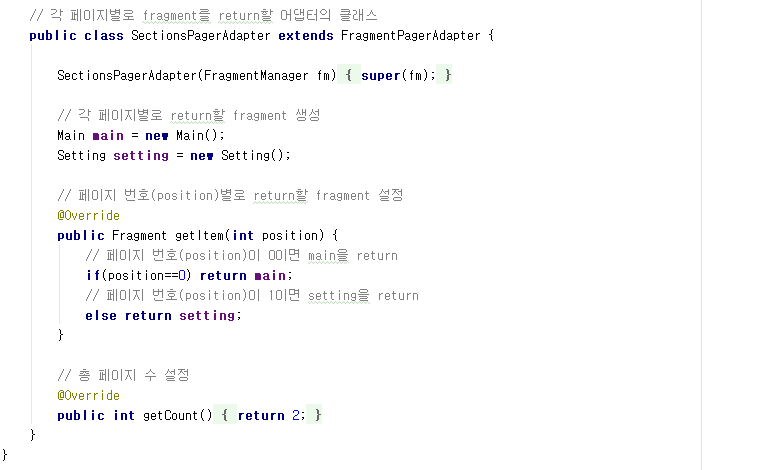 // 각 페이지별로 fragment를 return할 어댑터의 클래스
public class SectionsPagerAdapter extends FragmentPagerAdapter {
SectionsPagerAdapter(FragmentManager fm) { super(fm); }
// 각 페이지별로 return할 fragment 생성
Main main = new Main();
Setting setting = new Setting();
// 페이지 번호(position)별로 return할 fragment 설정
@Override
public Fragment getItem(int position) {
// 페이지 번호(position)이 0이면 main을 return
if(position==0) return main;
// 페이지 번호(position)이 1이면 setting을 return
else return setting;
}
// 총 페이지 수 설정
@Override
public int getCount() { return 2; }
}
}